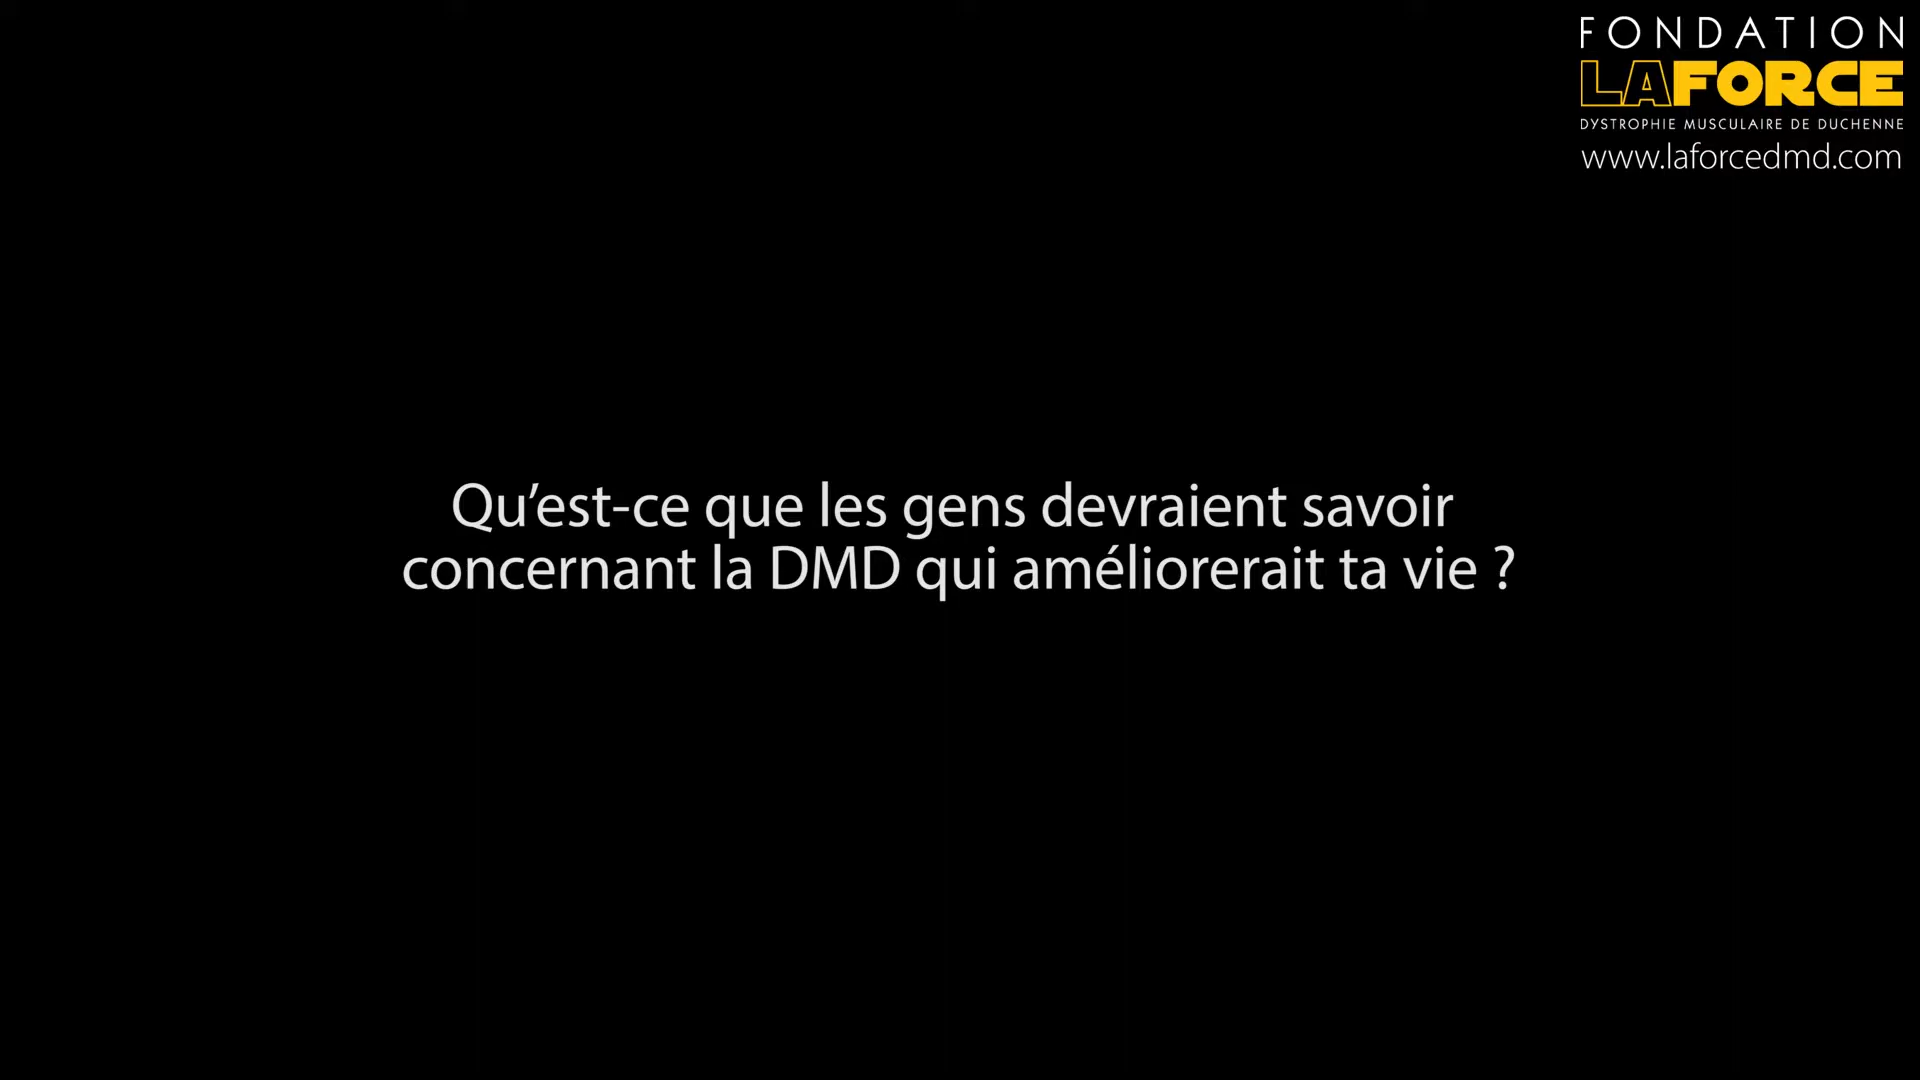 FONDATION
LAFORCE
DYSTROPHIE MUSCULAIRE DE DUCHENNE
www.laforcedmd.com
Qu’est-ce que les gens devraient savoir
concernant la DMD qui améliorerait ta vie ?